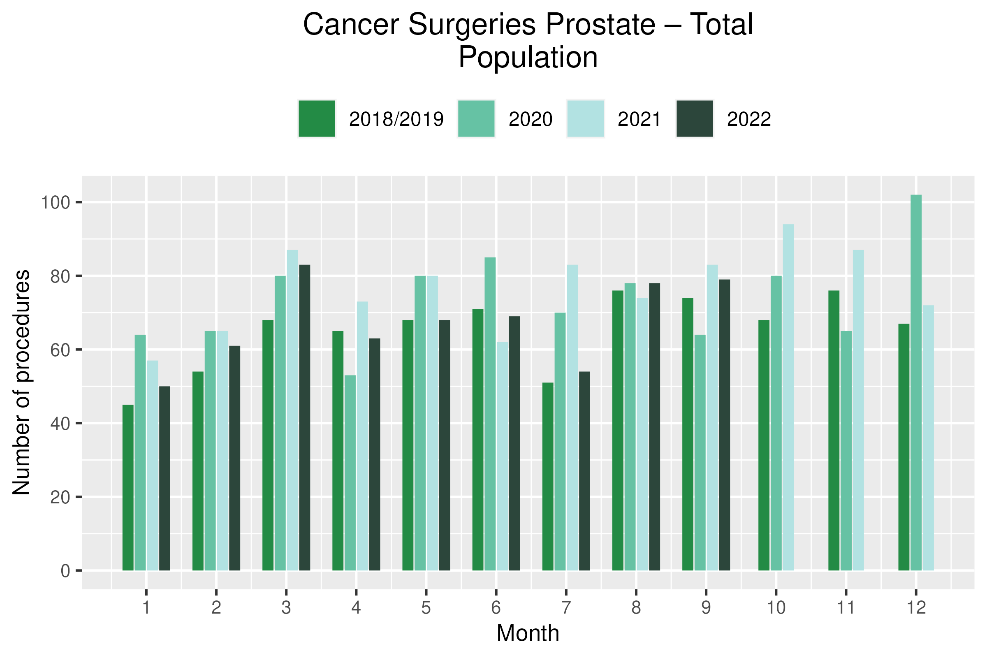 Cancer Surgeries Prostate – Total
Population
2018/2019 2020 2021 2022
Number of procedures
100
80
60
40
20
0
1 2 3 4 5 6 7 8 9 10 11 12
Month